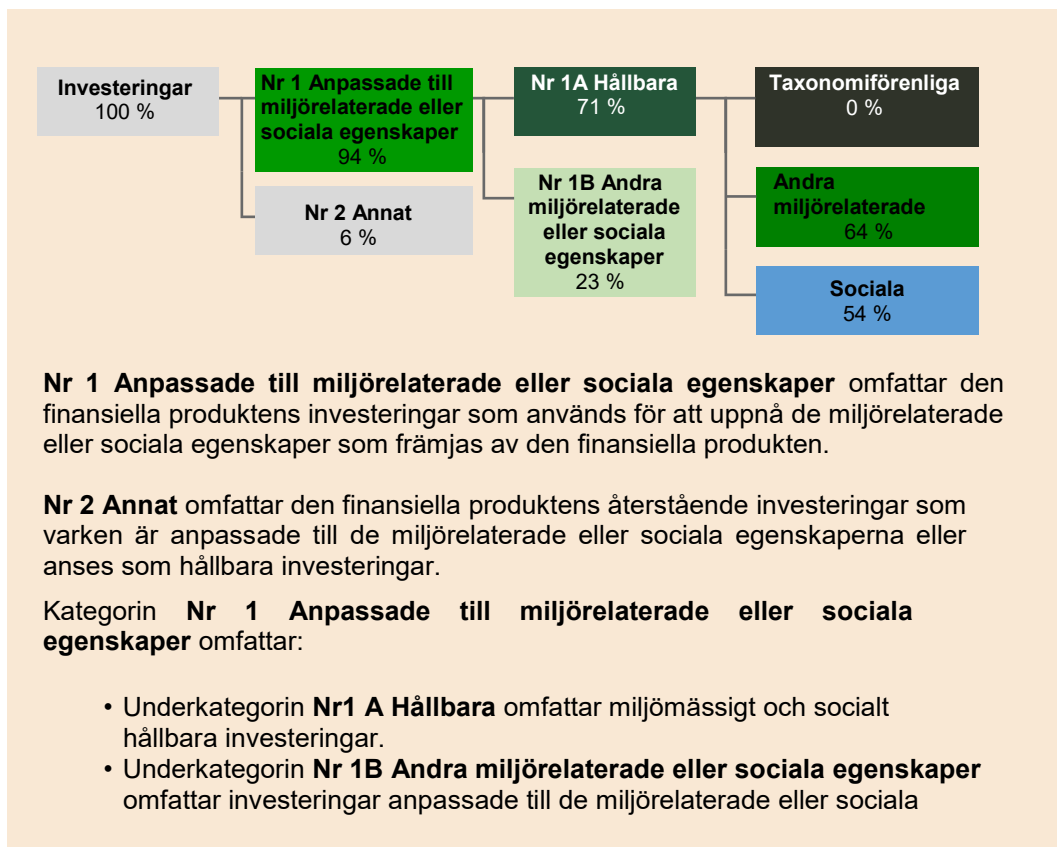 Investeringar
100 %
Nr 1 Anpassade till
miljörelaterade eller
sociala egenskaper
94 %
Nr 2 Annat
6 %
Nr 1A Hållbara
71 %
Nr 1B Andra
miljörelaterade
eller sociala
egenskaper
23 %
Taxonomiförenliga
0 %
Andra
miljörelaterade
64 %
Sociala
54 %
Nr 1 Anpassade till miljörelaterade eller sociala egenskaper omfattar den
finansiella produktens investeringar som används för att uppnå de miljörelaterade
eller sociala egenskaper som främjas av den finansiella produkten.
Nr 2 Annat omfattar den finansiella produktens återstående investeringar som
varken är anpassade till de miljörelaterade eller sociala egenskaperna eller
anses som hållbara investeringar.
Kategorin Nr 1 Anpassade till miljörelaterade eller sociala
egenskaper omfattar:
• Underkategorin Nr1 A Hållbara omfattar miljömässigt och socialt
hållbara investeringar.
• Underkategorin Nr 1B Andra miljörelaterade eller sociala egenskaper
omfattar investeringar anpassade till de miljörelaterade eller sociala